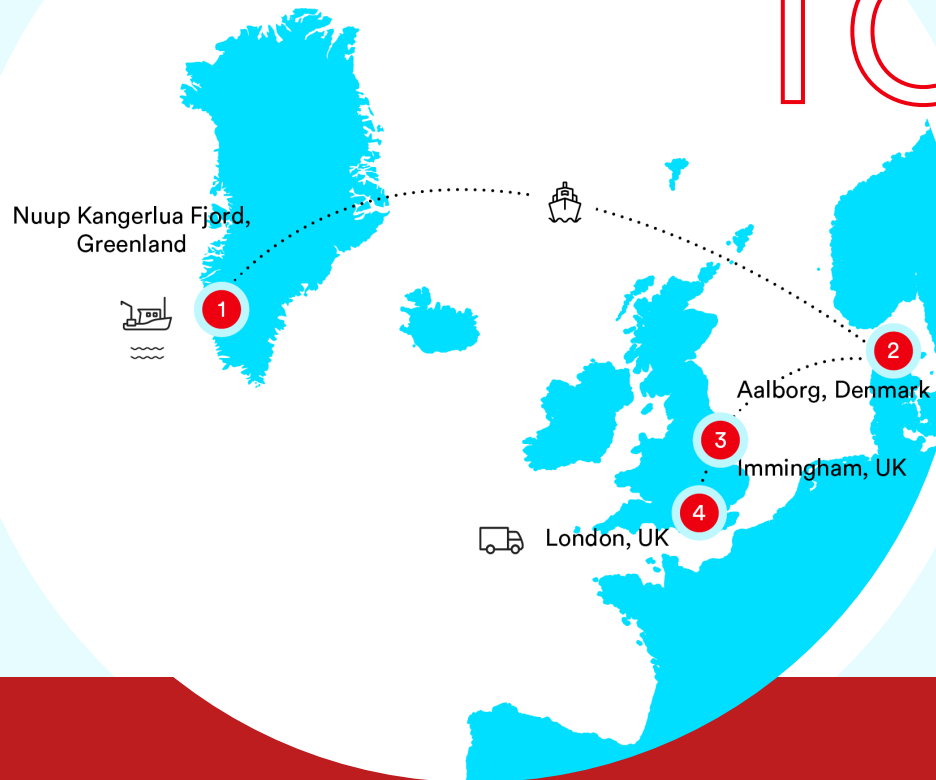 Nuup Kangerlua Fjord,
Greenland
1
2
Aalborg, Denmark
3
Immingham, UK
4
London, UK